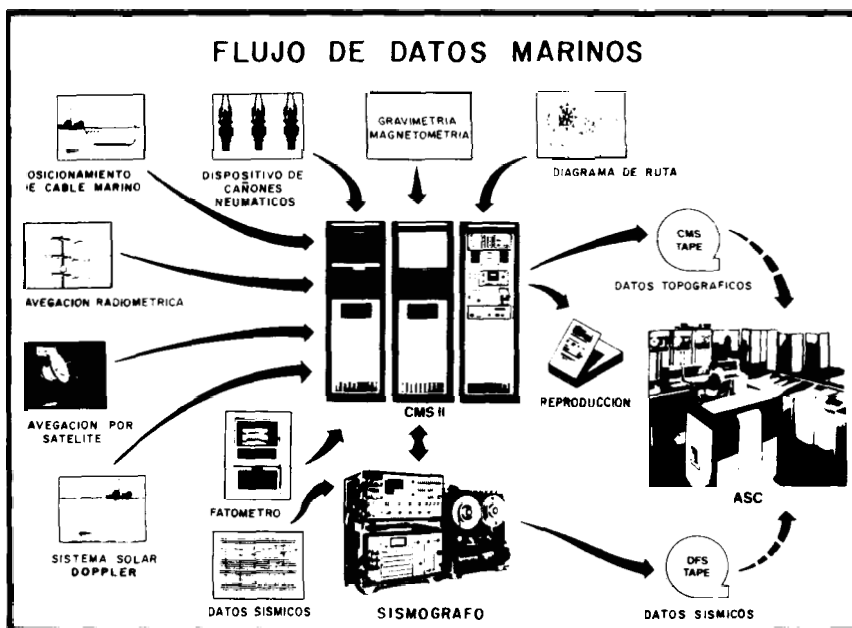 FLUJO DE DATOS MARINOS
OSICIONAMIENTO
DE CABLE MARINO
DISPOSITIVO DE
CAÑONES
NEUMATICOS
GRAVIMETRIA
MAGNETOMETRIA
DIAGRAMA DE RUTA
AVEGACION RADIOMETRICA
CMS
TAPE
DATOS TOPOGRAFICOS
AVEGACION POR
SATELITE
CMS II
REPRODUCCION
ASC
FATOMETRO
SISTEMA SOLAR
DOPPLER
DATOS SISMICOS
SISMOGRAFO
DFS
TAPE
DATOS SISMICOS